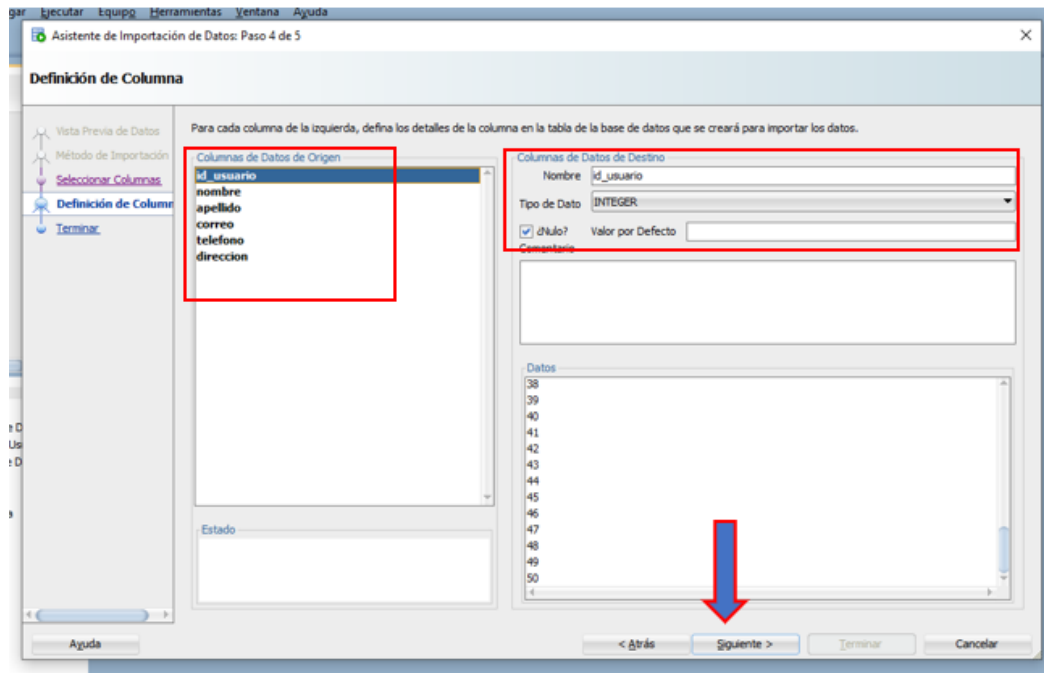 gar Ejecutar Equipo Herramientas Ventana Ayuda
Asistente de Importación de Datos: Paso 4 de 5
Definición de Columna
Vista Previa de Datos
Método de Importación
Seleccionar Columnas
Definición de Column
Terminar
Para cada columna de la izquierda, defina los detalles de la columna en la tabla de la base de datos que se creará para importar los datos.
Columnas de Datos de Origen
id_usuario
nombre
apellido
correo
telefono
direccion
Estado
Columnas de Datos de Destino
Nombre id_usuario
Tipo de Dato INTEGER
¿Nulo? Valor por Defecto
Comentario
Datos
38
39
40
41
42
43
44
45
46
47
48
49
50
e D
Us
e D
Ayuda < Atrás Siguiente > Terminar Cancelar